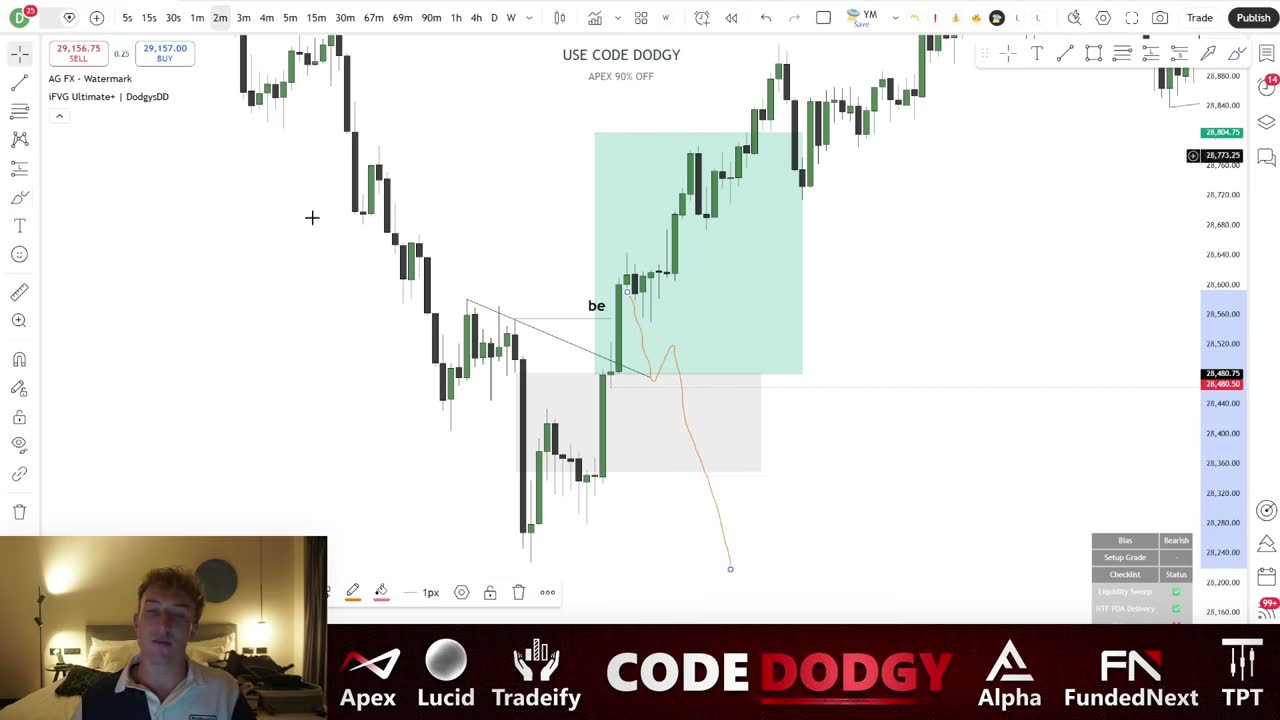 D 25
5s 15s 30s 1m 2m 3m 4m 5m 15m 30m 67m 69m 90m 1h 4h D W
YM
Save
Trade
Publish
29,156.75
SELL
0.25
29,157.00
BUY
AG FX - Watermark
iFVG Ultimate+ | DodgysDD
USE CODE DODGY
APEX 90% OFF
be
14
28,880.00
28,840.00
28,804.75
28,773.25
28,760.00
28,720.00
28,680.00
28,640.00
28,600.00
28,560.00
28,520.00
28,480.75
28,480.50
28,440.00
28,400.00
28,360.00
28,320.00
28,280.00
28,240.00
28,200.00
28,160.00
Bias Bearish
Setup Grade -
Checklist Status
Liquidity Sweep
HTF PDA Delivery
99+
1px
CODE DODGY
Apex Lucid Tradeify Alpha FundedNext TPT